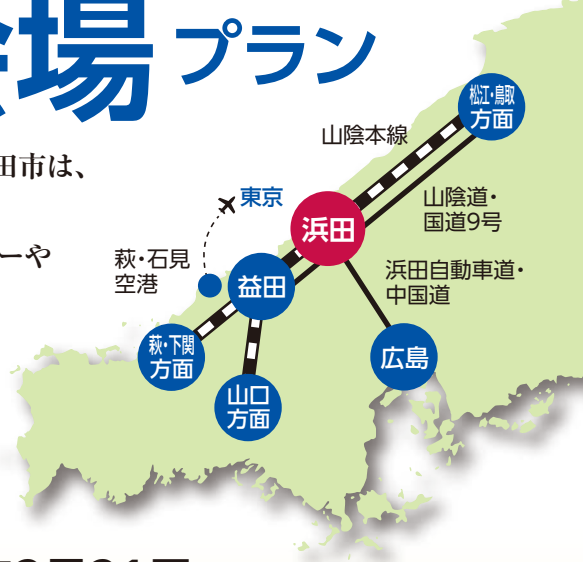 場プラン
田市は、
ーや
松江・鳥取
方面
山陰本線
東京
山陰道・
国道9号
浜田
萩・石見
空港
益田
浜田自動車道・
中国道
萩・下関
方面
広島
山口
方面